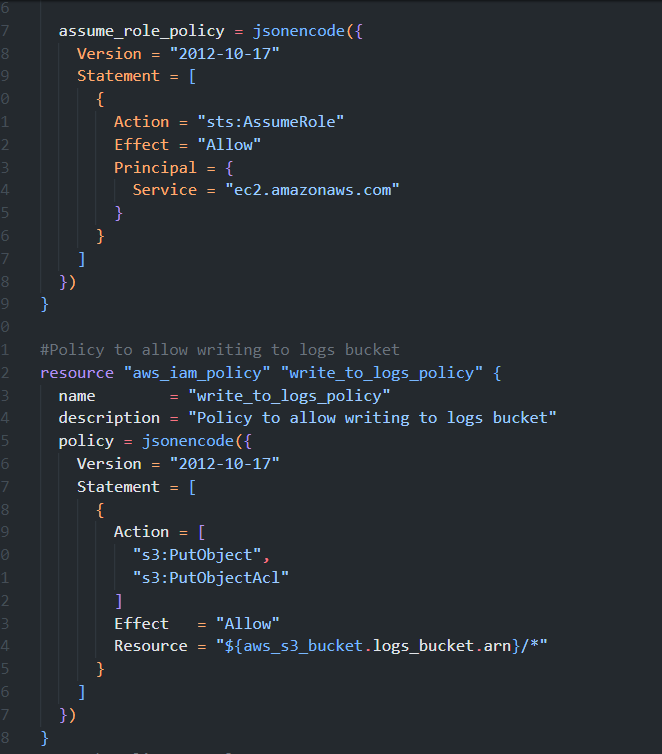 6
7 assume_role_policy = jsonencode({
8 Version = "2012-10-17"
9 Statement = [
0 {
1 Action = "sts:AssumeRole"
2 Effect = "Allow"
3 Principal = {
4 Service = "ec2.amazonaws.com"
5 }
6 }
7 ]
8 })
9 }
0
1 #Policy to allow writing to logs bucket
2 resource "aws_iam_policy" "write_to_logs_policy" {
3 name        = "write_to_logs_policy"
4 description = "Policy to allow writing to logs bucket"
5 policy = jsonencode({
6 Version = "2012-10-17"
7 Statement = [
8 {
9 Action = [
0 "s3:PutObject",
1 "s3:PutObjectAcl"
2 ]
3 Effect   = "Allow"
4 Resource = "${aws_s3_bucket.logs_bucket.arn}/*"
5 }
6 ]
7 })
8 }